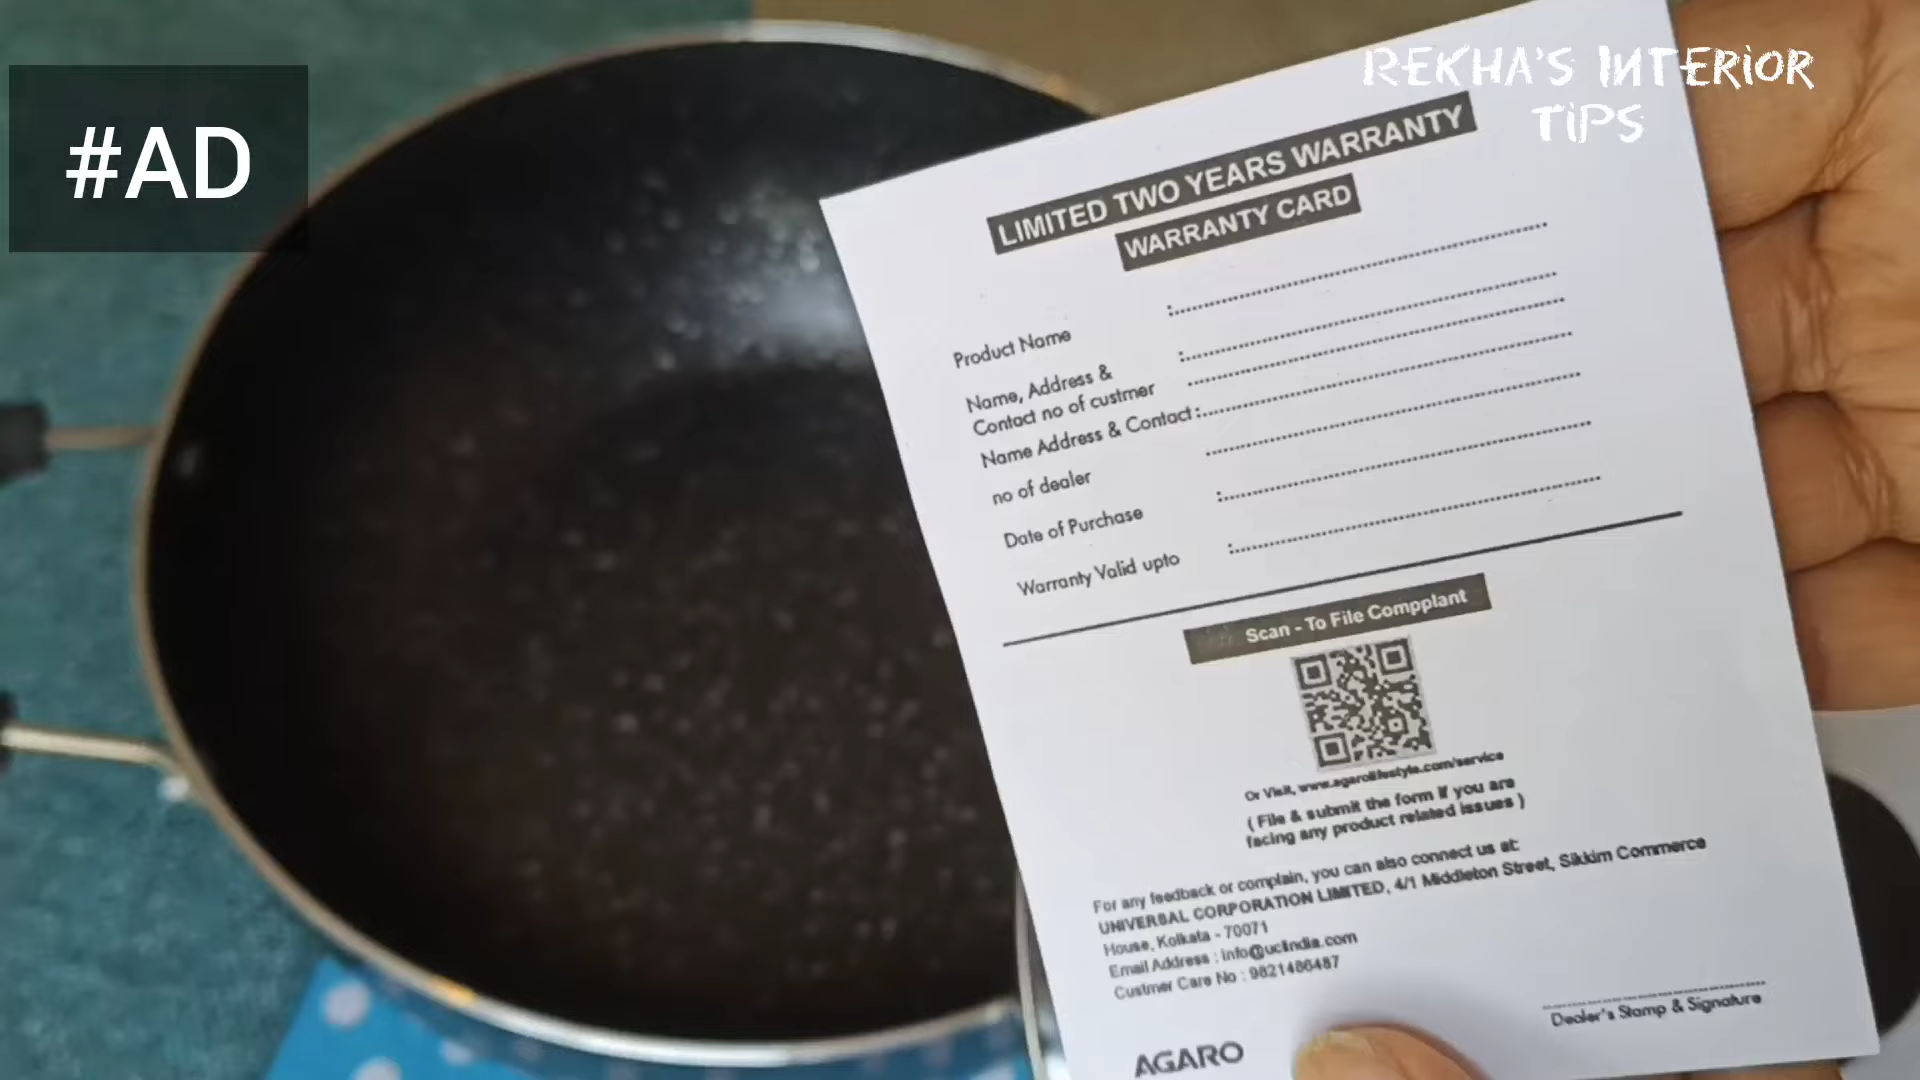 #AD
REKHA'S INTERIOR
TIPS
LIMITED TWO YEARS WARRANTY
WARRANTY CARD
Product Name :
Name, Address &
Contact no of custmer :
Name Address & Contact :
no of dealer
Date of Purchase :
Warranty Valid upto :
Scan - To File Compplant
Or Visit, www.agarolifestyle.com/service
( File & submit the form if you are
facing any product related issues )
For any feedback or complain, you can also connect us at:
UNIVERSAL CORPORATION LIMITED, 4/1 Middleton Street, Sikkim Commerce
House, Kolkata - 70071
Email Address : info@uclindia.com
Custmer Care No : 9821486487
Dealer's Stamp & Signature
AGARO